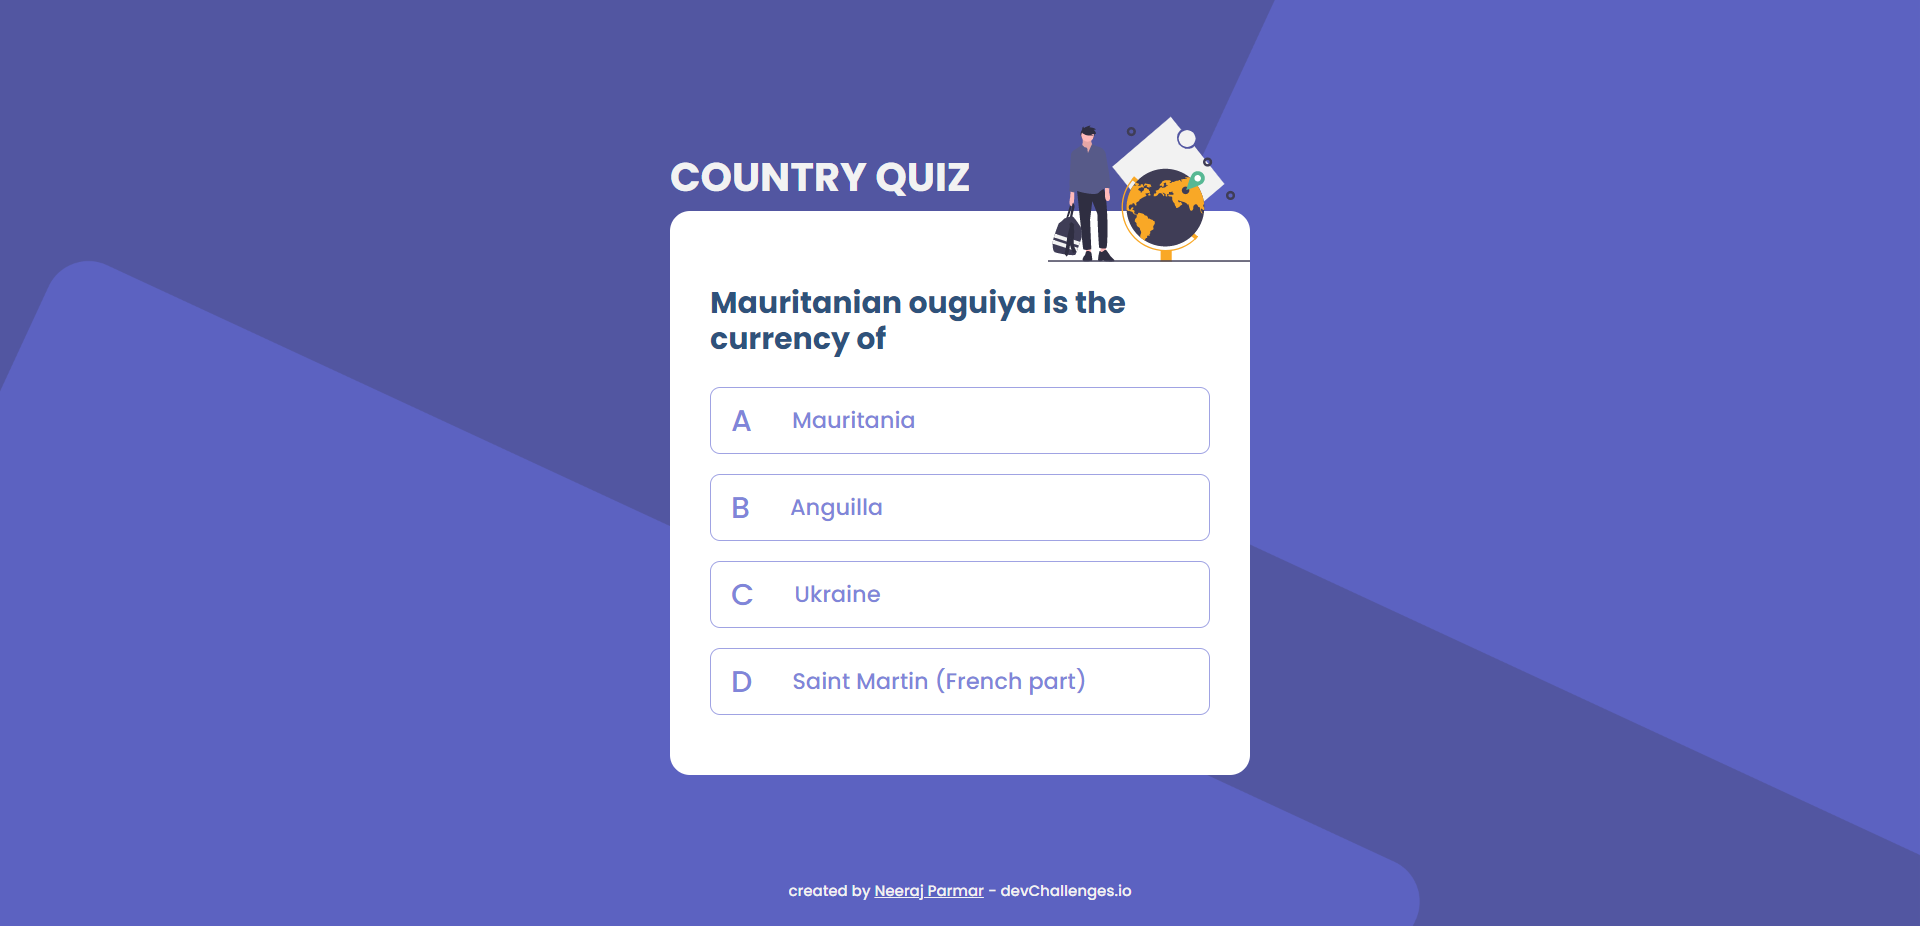 COUNTRY QUIZ
Mauritanian ouguiya is the
currency of
A Mauritania
B Anguilla
C Ukraine
D Saint Martin (French part)
created by Neeraj Parmar - devChallenges.io